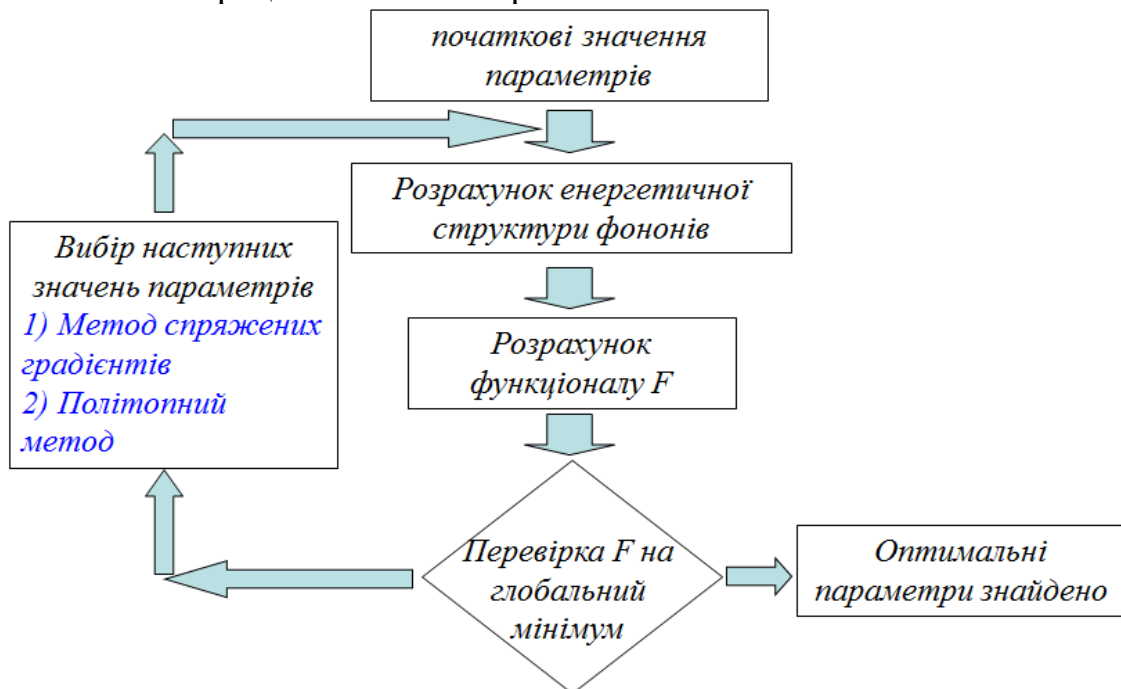 початкові значення
параметрів
Розрахунок енергетичної
структури фононів
Вибір наступних
значень параметрів
1) Метод спряжених
градієнтів
2) Політопний
метод
Розрахунок
функціоналу F
Перевірка F на
глобальний
мінімум
Оптимальні
параметри знайдено